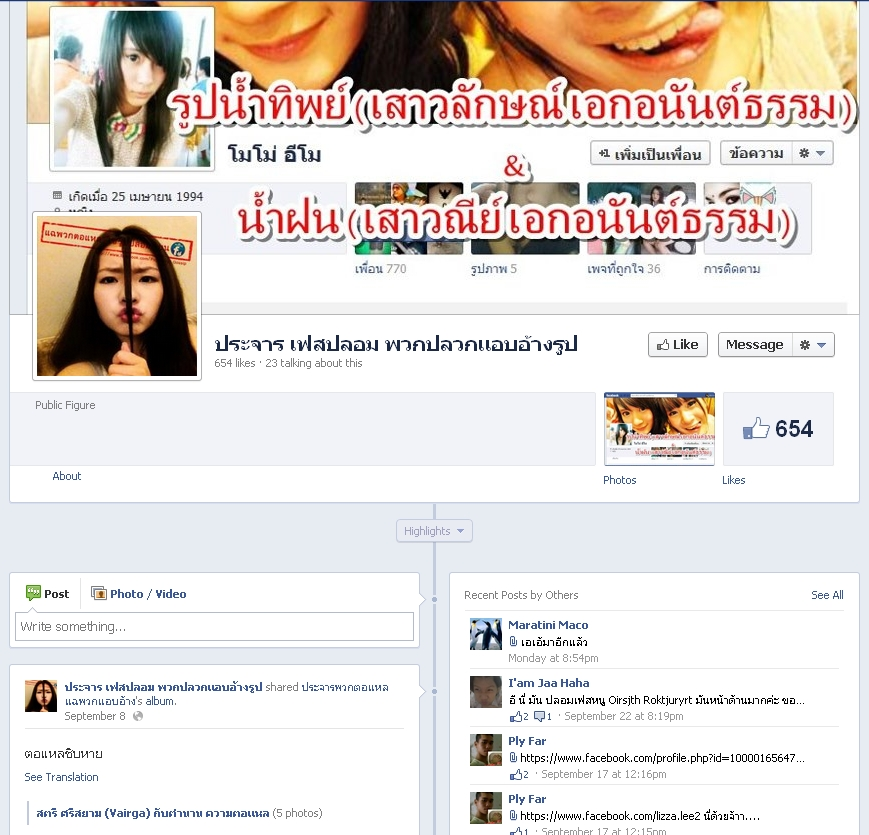 รูปน้ำทิพย์(เสาวลักษณ์เอกอนันต์ธรรม)
โมโม่ อีโม
+1 เพิ่มเป็นเพื่อน
ข้อความ
&
เกิดเมื่อ 25 เมษายน 1994
น้ำฝน(เสาวณีย์เอกอนันต์ธรรม)
เพื่อน 770
รูปภาพ 5
เพจที่ถูกใจ 36
การติดตาม
ประจาร เฟสปลอม พวกปลวกแอบอ้างรูป
654 likes · 23 talking about this
Like
Message
Public Figure
654
About
Photos
Likes
Highlights
Post
Photo / Video
Write something...
ประจาร เฟสปลอม พวกปลวกแอบอ้างรูป shared ประจารพวกตอแหล
แฉพวกแอบอ้าง's album.
September 8
ตอแหลชิบหาย
See Translation
สตรี ศรีสยาม (Vairga) กับตำนาน ความตอแหล (5 photos)
Recent Posts by Others
See All
Maratini Maco
เอเอ้มาอีกแล้ว
Monday at 8:54pm
I'am Jaa Haha
อี นี่ มัน ปลอมเฟสหนู Oirsjth Roktjuryrt มันหน้าด้านมากค่ะ ขอ...
2 1 · September 22 at 8:19pm
Ply Far
https://www.facebook.com/profile.php?id=10000165647...
2 · September 17 at 12:16pm
Ply Far
https://www.facebook.com/lizza.lee2 นี่ด้วยจ้าา....
1 · September 17 at 12:15pm